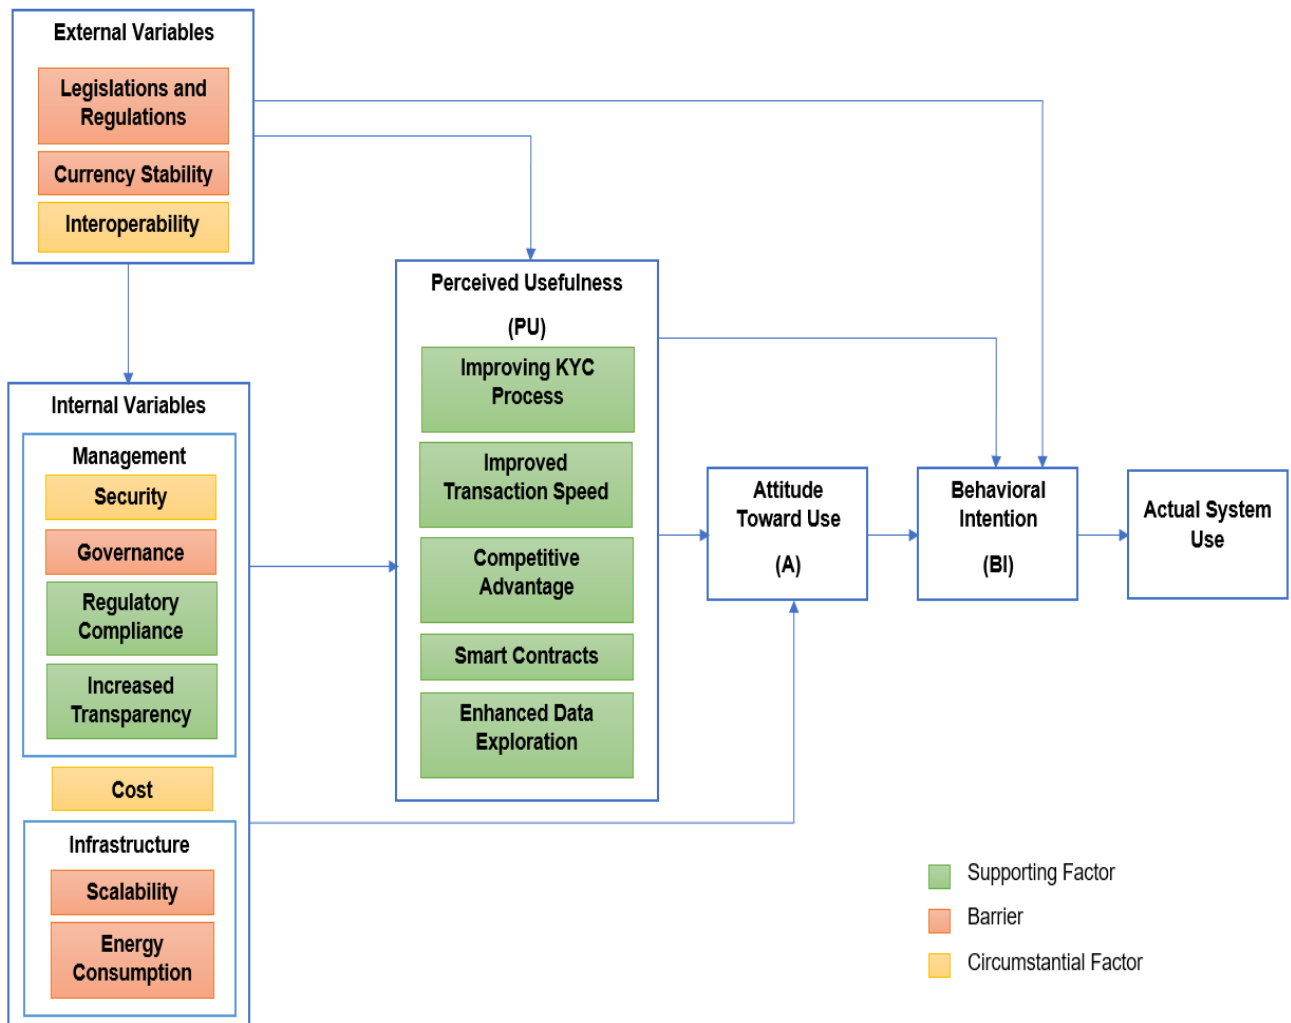 External Variables
Legislations and
Regulations
Currency Stability
Interoperability
Internal Variables
Management
Security
Governance
Regulatory
Compliance
Increased
Transparency
Cost
Infrastructure
Scalability
Energy
Consumption
Perceived Usefulness
(PU)
Improving KYC
Process
Improved
Transaction Speed
Competitive
Advantage
Smart Contracts
Enhanced Data
Exploration
Attitude
Toward Use
(A)
Behavioral
Intention
(BI)
Actual System
Use
Supporting Factor
Barrier
Circumstantial Factor